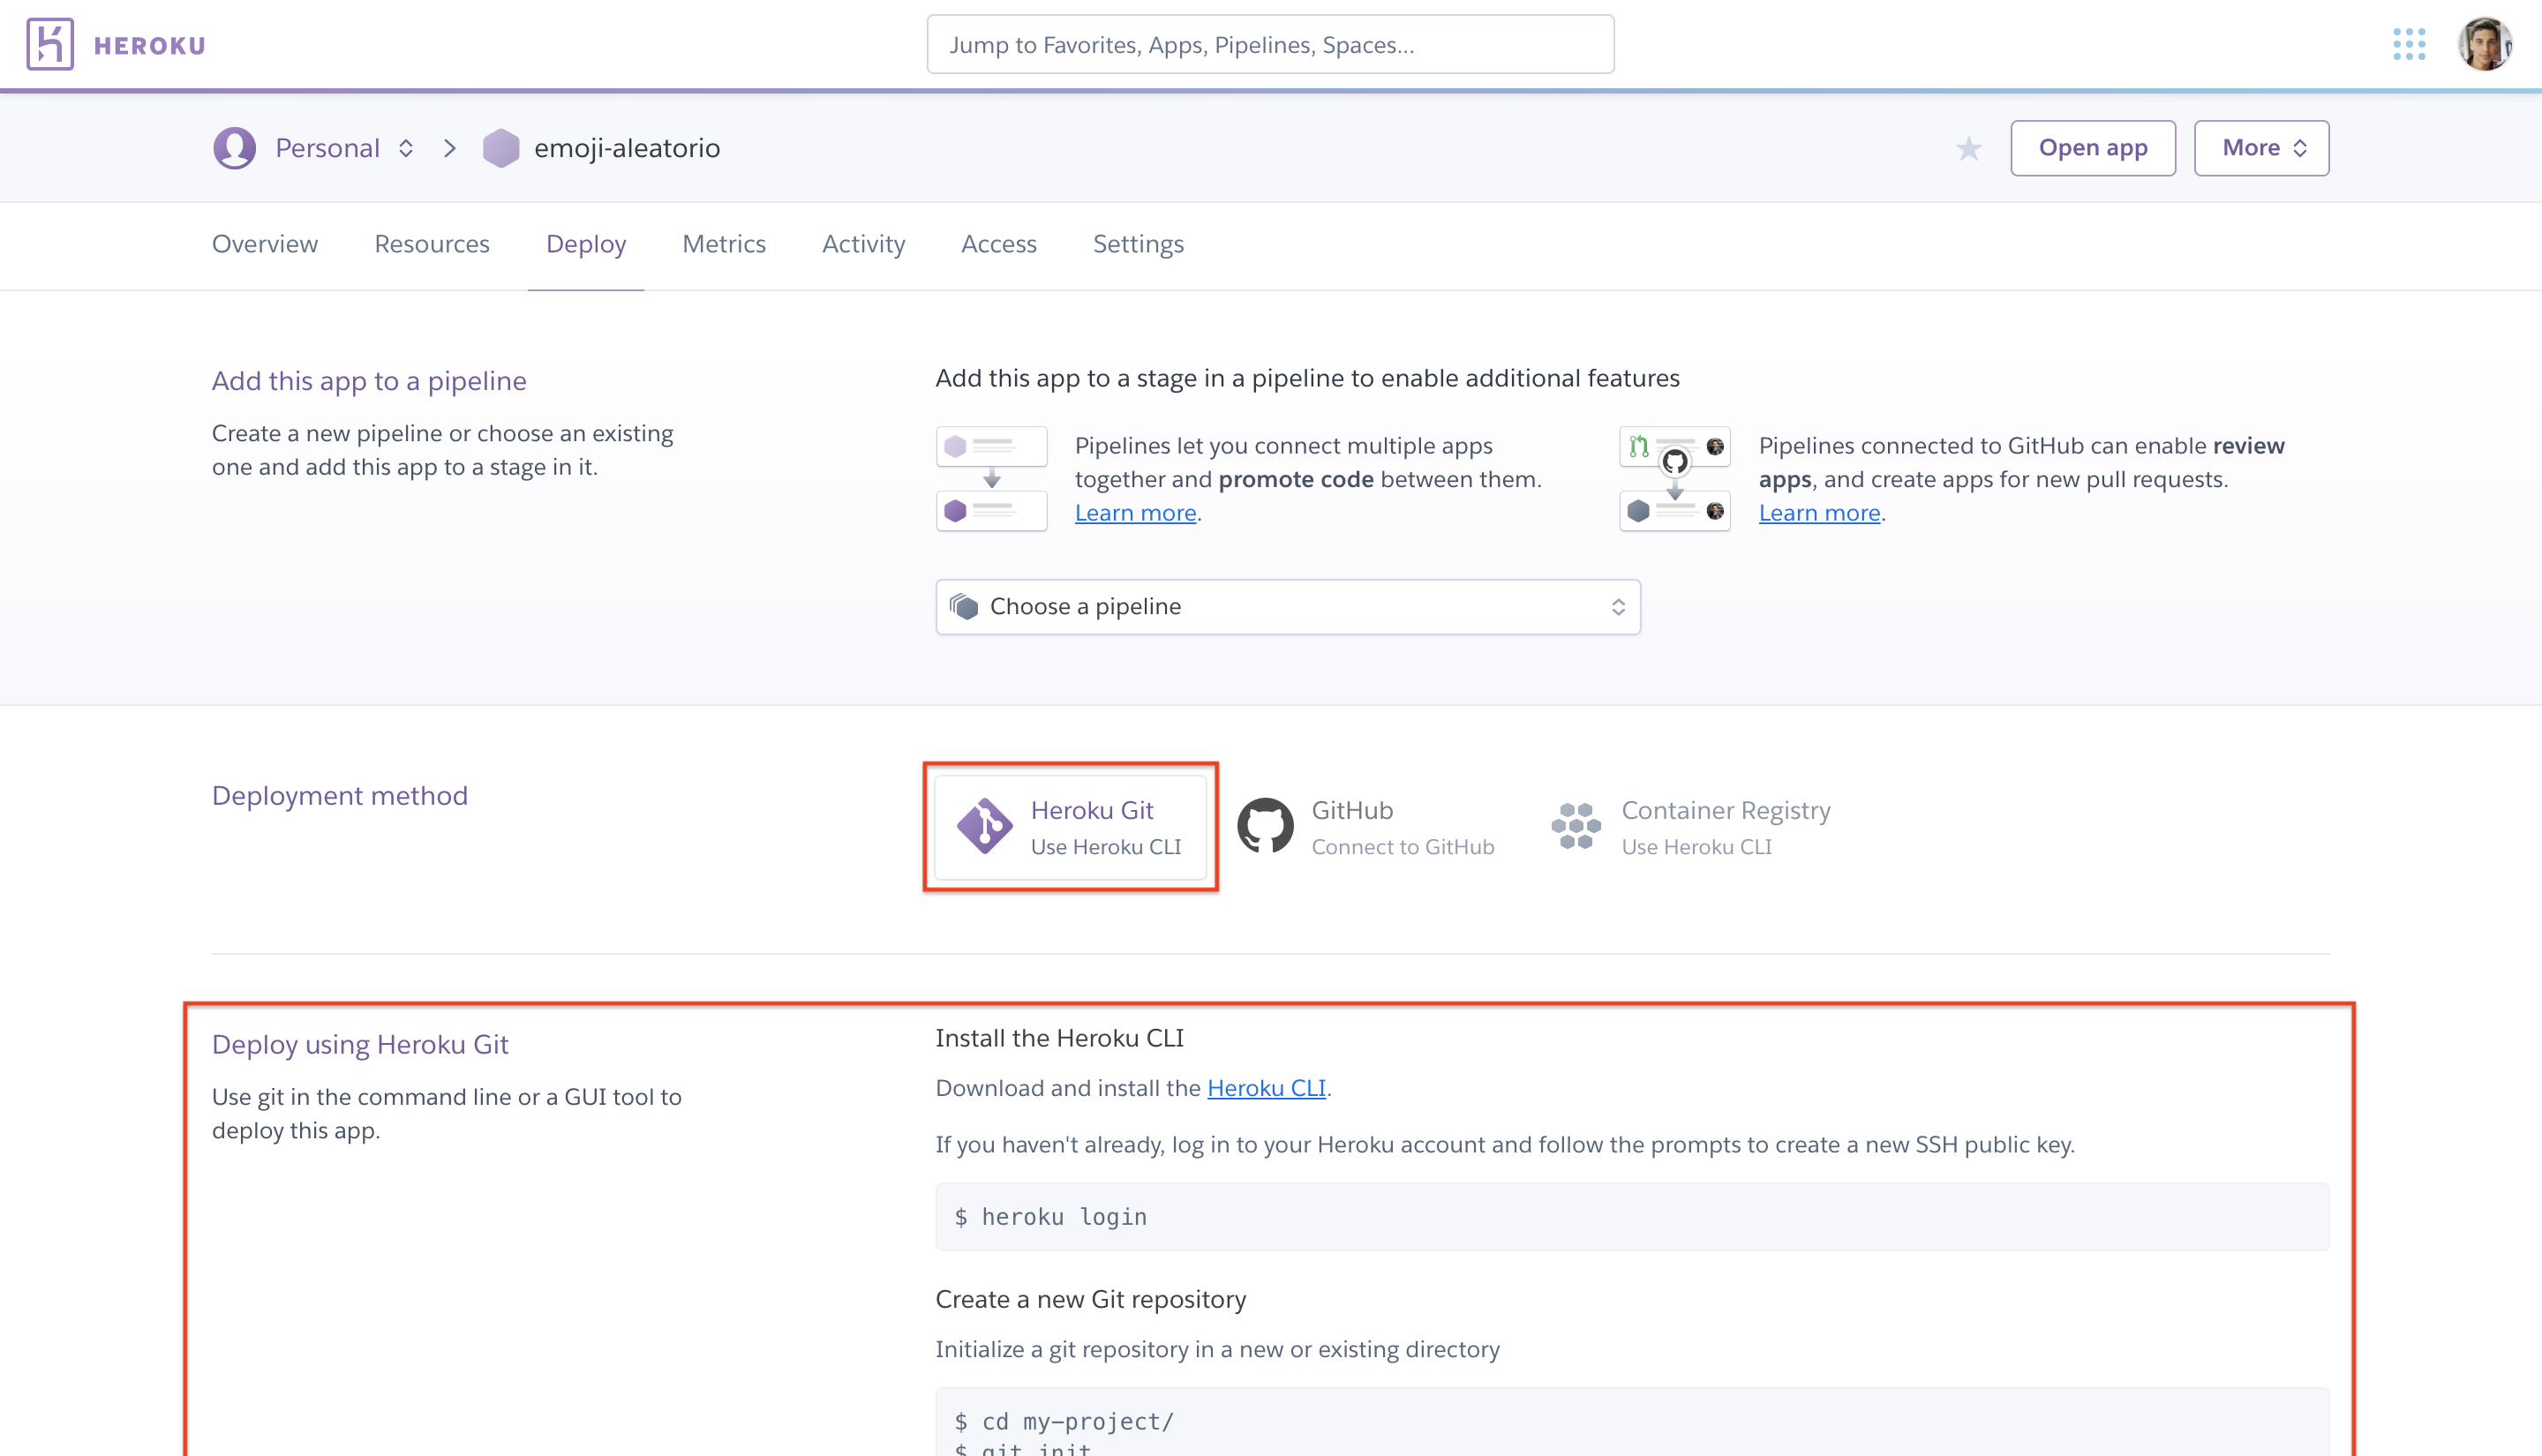 HEROKU
Jump to Favorites, Apps, Pipelines, Spaces...
Personal
emoji-aleatorio
Open app
More
Overview
Resources
Deploy
Metrics
Activity
Access
Settings
Add this app to a pipeline
Create a new pipeline or choose an existing
one and add this app to a stage in it.
Add this app to a stage in a pipeline to enable additional features
Pipelines let you connect multiple apps
together and promote code between them.
Learn more.
Pipelines connected to GitHub can enable review
apps, and create apps for new pull requests.
Learn more.
Choose a pipeline
Deployment method
Heroku Git
Use Heroku CLI
GitHub
Connect to GitHub
Container Registry
Use Heroku CLI
Deploy using Heroku Git
Use git in the command line or a GUI tool to
deploy this app.
Install the Heroku CLI
Download and install the Heroku CLI.
If you haven't already, log in to your Heroku account and follow the prompts to create a new SSH public key.
$ heroku login
Create a new Git repository
Initialize a git repository in a new or existing directory
$ cd my-project/
$ git init